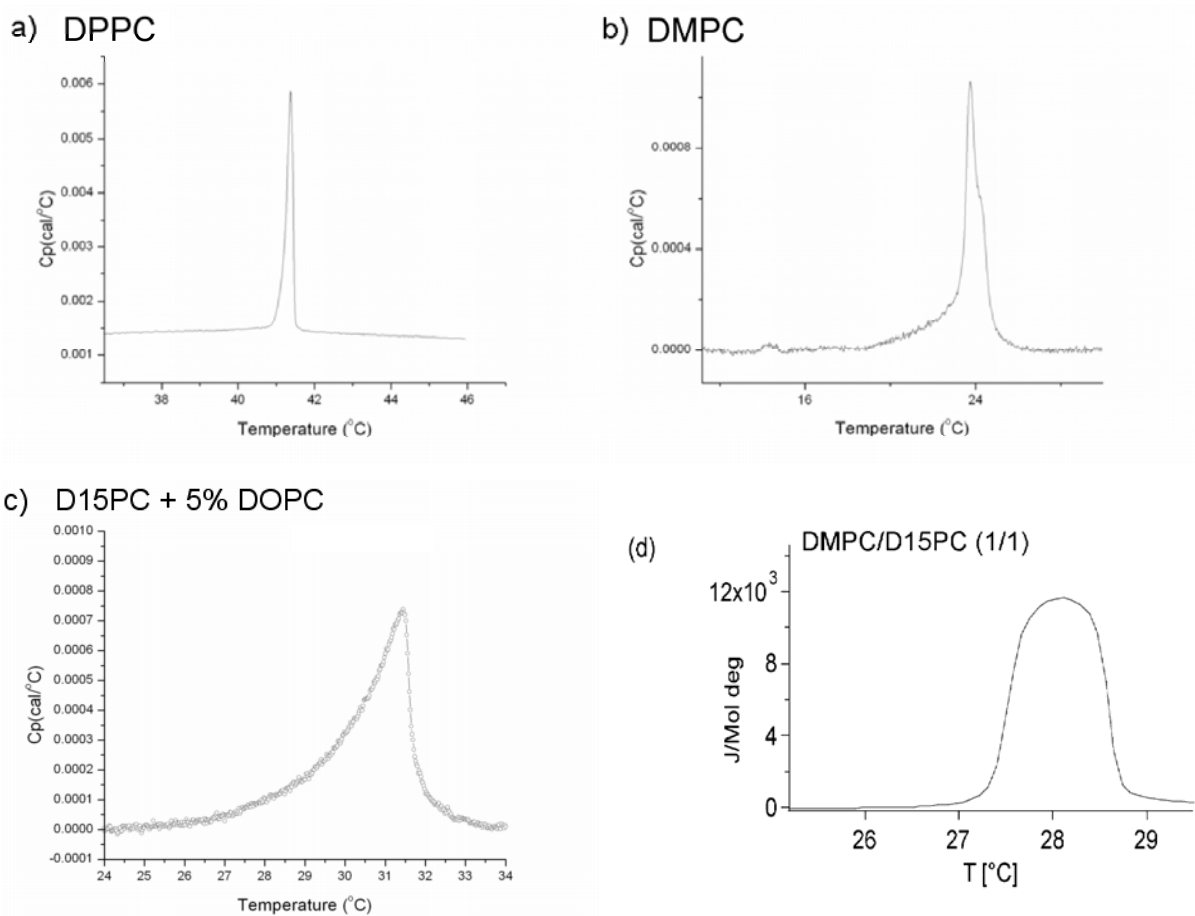 a) DPPC
0.006
0.005
0.004
0.003
0.002
0.001
Cp(cal/°C)
38 40 42 44 46
Temperature (°C)
b) DMPC
0.0008
0.0004
0.0000
Cp(cal/°C)
16 24
Temperature (°C)
c) D15PC + 5% DOPC
0.0010
0.0009
0.0008
0.0007
0.0006
0.0005
0.0004
0.0003
0.0002
0.0001
0.0000
-0.0001
Cp(cal/°C)
24 25 26 27 28 29 30 31 32 33 34
Temperature (°C)
(d) DMPC/D15PC (1/1)
12x10³
8
4
0
J/Mol deg
26 27 28 29
T [°C]